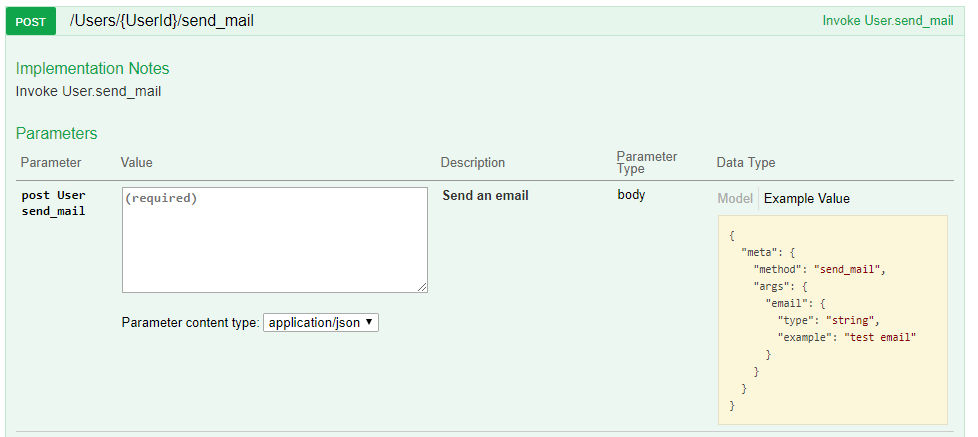 POST /Users/{UserId}/send_mail Invoke User.send_mail
Implementation Notes
Invoke User.send_mail
Parameters
Parameter Value Description Parameter Type Data Type
post User send_mail (required) Send an email body Model Example Value
Parameter content type: application/json
{
"meta": {
"method": "send_mail",
"args": {
"email": {
"type": "string",
"example": "test email"
}
}
}
}